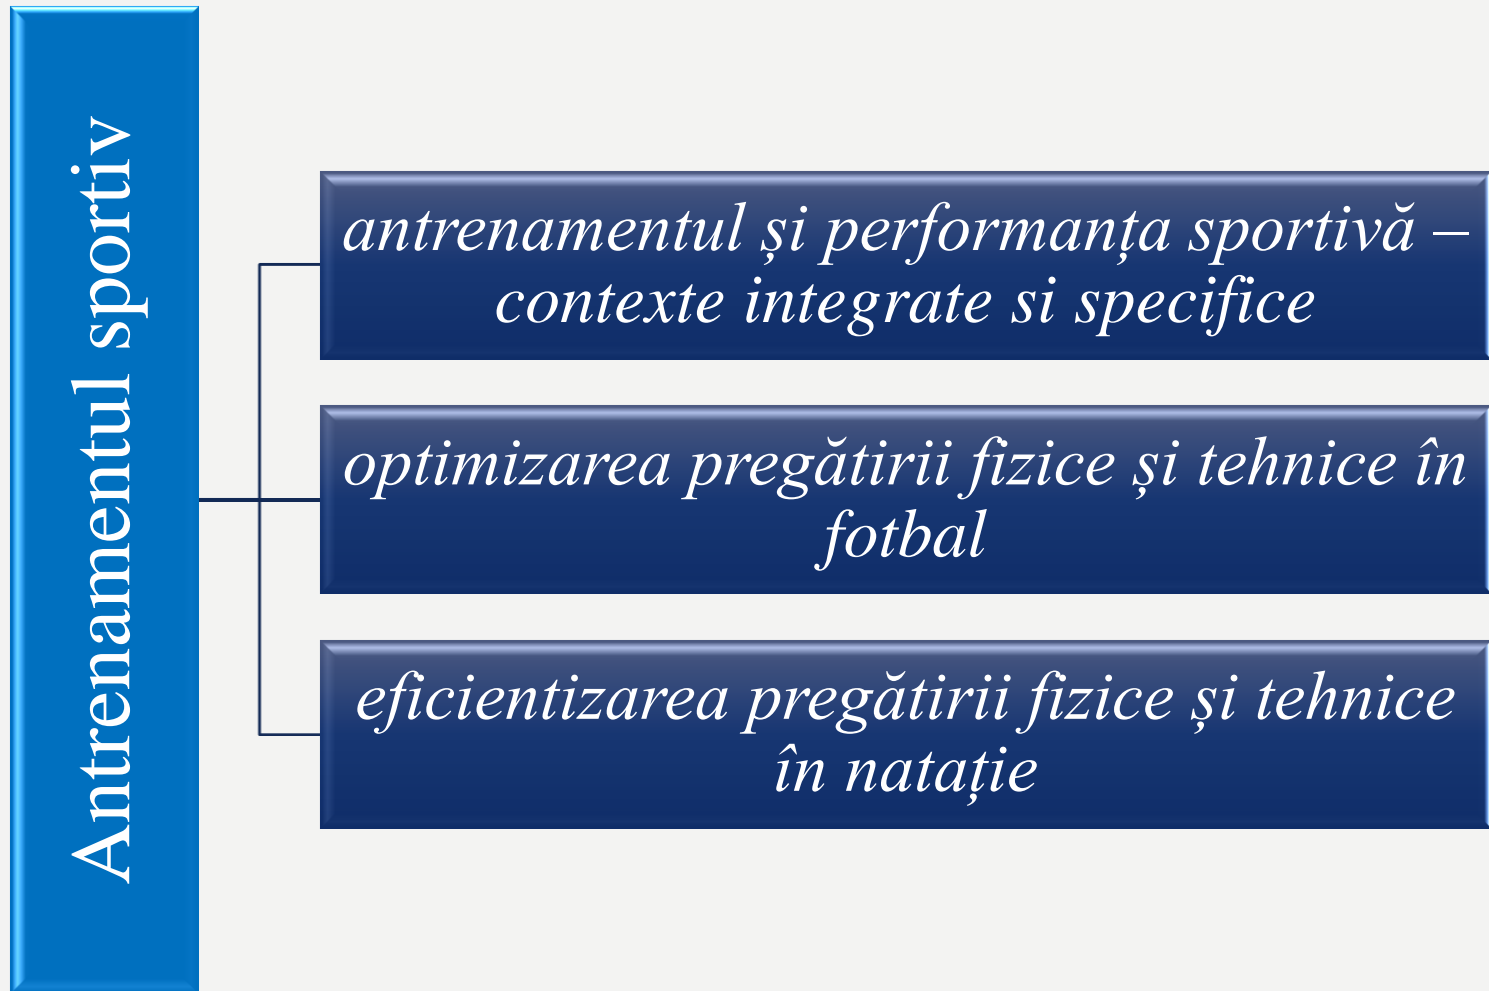 Antrenamentul sportiv
antrenamentul și performanța sportivă –
contexte integrate si specifice
optimizarea pregătirii fizice și tehnice în
fotbal
eficientizarea pregătirii fizice și tehnice
în natație